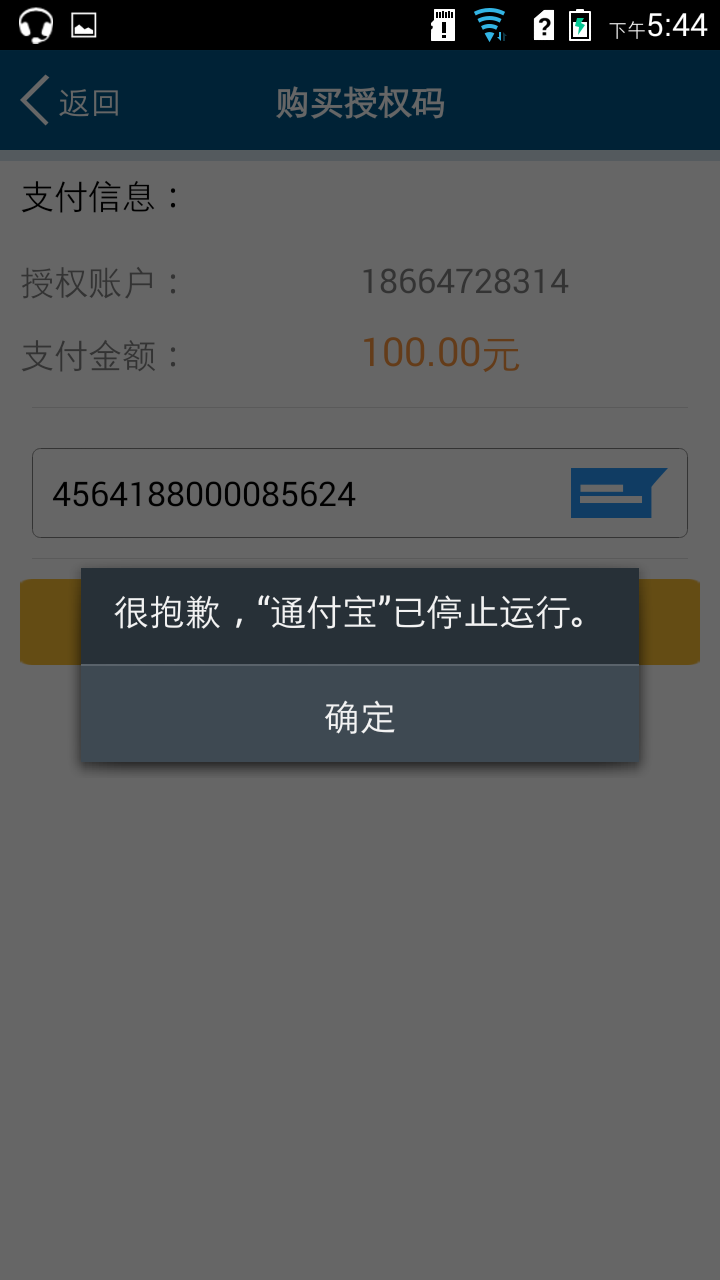 下午5:44
返回 购买授权码
支付信息：
授权账户： 18664728314
支付金额： 100.00元
4564188000085624
很抱歉，“通付宝”已停止运行。
确定